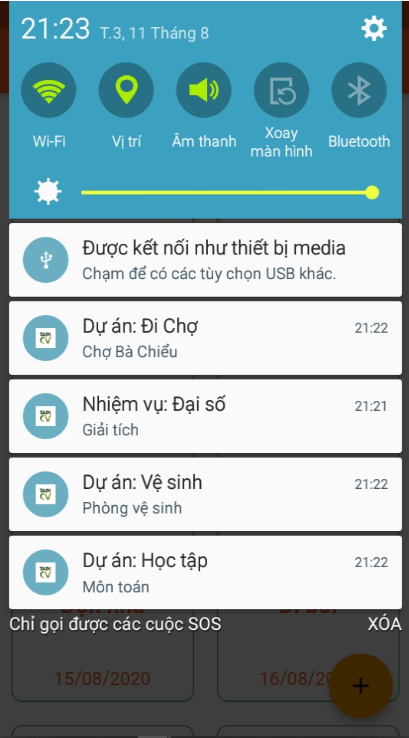 21:23 T.3, 11 Tháng 8
Wi-Fi
Vị trí
Âm thanh
Xoay
màn hình
Bluetooth
Được kết nối như thiết bị media
Chạm để có các tùy chọn USB khác.
Dự án: Đi Chợ 21:22
Chợ Bà Chiểu
Nhiệm vụ: Đại số 21:21
Giải tích
Dự án: Vệ sinh 21:22
Phòng vệ sinh
Dự án: Học tập 21:22
Môn toán
Chỉ gọi được các cuộc SOS XÓA
15/08/2020
16/08/20
+